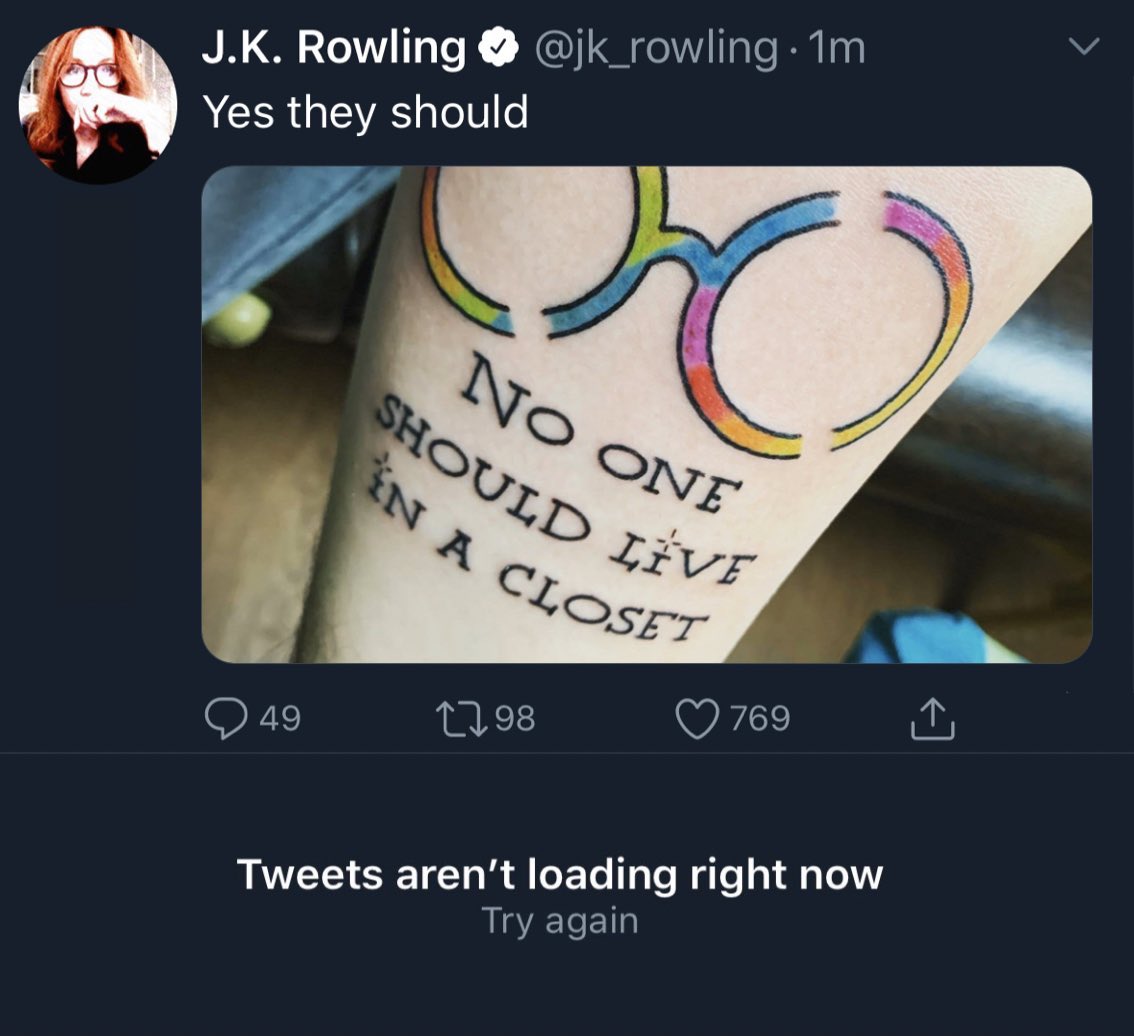 J.K. Rowling @jk_rowling · 1m
Yes they should
NO ONE
SHOULD LIVE
IN A CLOSET
49 98 769
Tweets aren’t loading right now
Try again